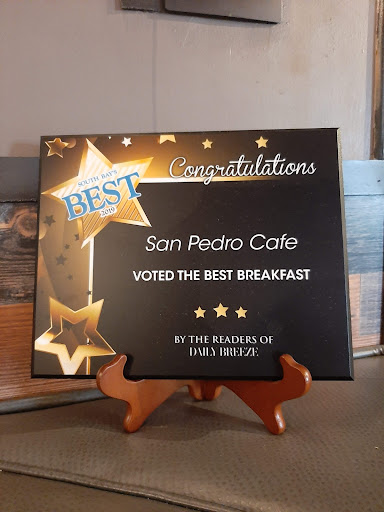 SOUTH BAY'S
BEST
2019
Congratulations
San Pedro Cafe
VOTED THE BEST BREAKFAST
BY THE READERS OF
DAILY BREEZE